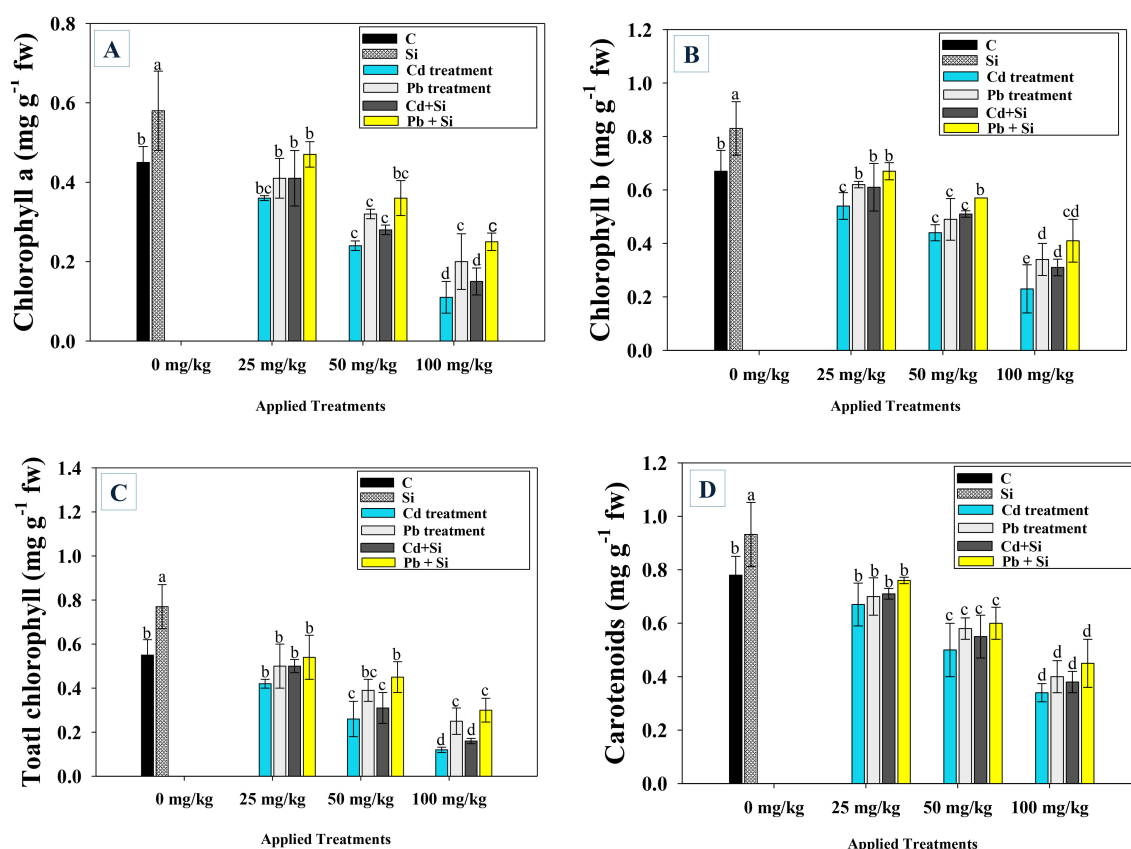 A
Chlorophyll a (mg g⁻¹ fw)
0.8
0.6
0.4
0.2
0.0
C
Si
Cd treatment
Pb treatment
Cd+Si
Pb + Si
b
a
bc
b
b
b
c
c
c
bc
d
c
d
c
0 mg/kg
25 mg/kg
50 mg/kg
100 mg/kg
Applied Treatments
B
Chlorophyll b (mg g⁻¹ fw)
1.2
1.0
0.8
0.6
0.4
0.2
0.0
C
Si
Cd treatment
Pb treatment
Cd+Si
Pb + Si
b
a
c
b
b
b
c
c
c
b
e
d
d
cd
0 mg/kg
25 mg/kg
50 mg/kg
100 mg/kg
Applied Treatments
C
Toatl chlorophyll (mg g⁻¹ fw)
1.4
1.2
1.0
0.8
0.6
0.4
0.2
0.0
C
Si
Cd treatment
Pb treatment
Cd+Si
Pb + Si
b
a
b
b
b
b
c
bc
c
b
d
c
d
c
0 mg/kg
25 mg/kg
50 mg/kg
100 mg/kg
Applied Treatments
D
Carotenoids (mg g⁻¹ fw)
1.2
1.0
0.8
0.6
0.4
0.2
0.0
C
Si
Cd treatment
Pb treatment
Cd+Si
Pb + Si
b
a
b
b
b
b
c
c
c
c
d
d
d
d
0 mg/kg
25 mg/kg
50 mg/kg
100 mg/kg
Applied Treatments